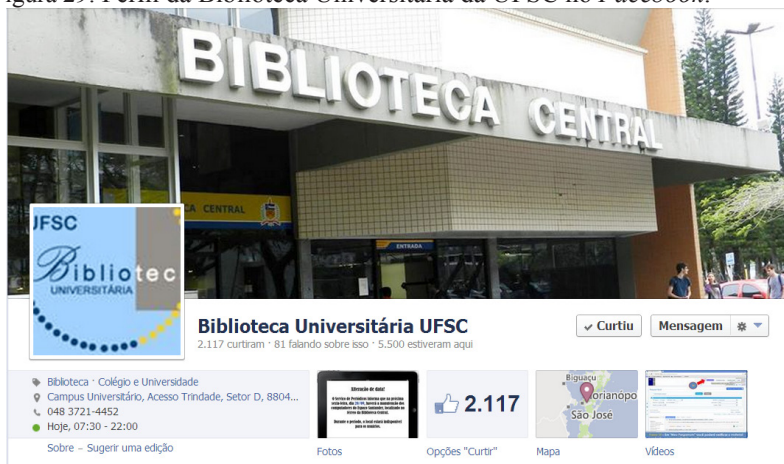 Figura 29: Perfil da Biblioteca Universitária da UFSC no Facebook.
BIBLIOTECA CENTRAL
CA CENTRAL
ENTRADA
UFSC
Bibliotec
UNIVERSITÁRIA
Biblioteca Universitária UFSC
2.117 curtiram · 81 falando sobre isso · 5.500 estiveram aqui
Curtiu
Mensagem
Biblioteca · Colégio e Universidade
Campus Universitário, Acesso Trindade, Setor D, 8804...
048 3721-4452
Hoje, 07:30 - 22:00
Sobre – Sugerir uma edição
Alteração de data!
2.117
Biguaçu
lorianópo
São José
Fotos
Opções "Curtir"
Mapa
Vídeos